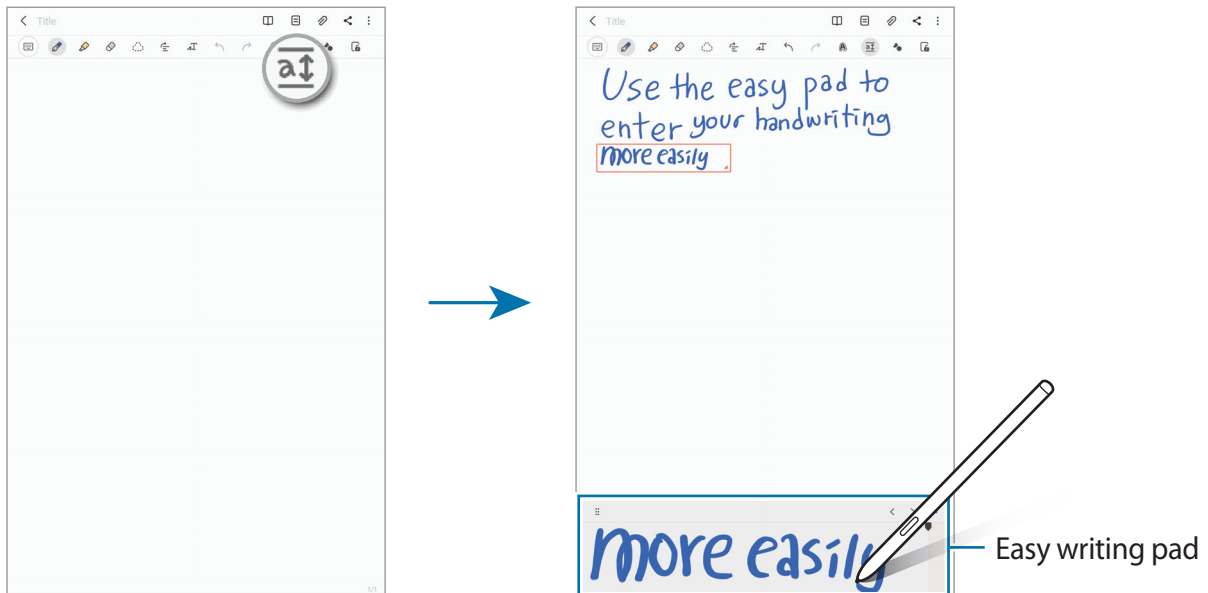 Title
a
1/1
Title
Use the easy pad to
enter your handwriting
more easily
more easily
Easy writing pad